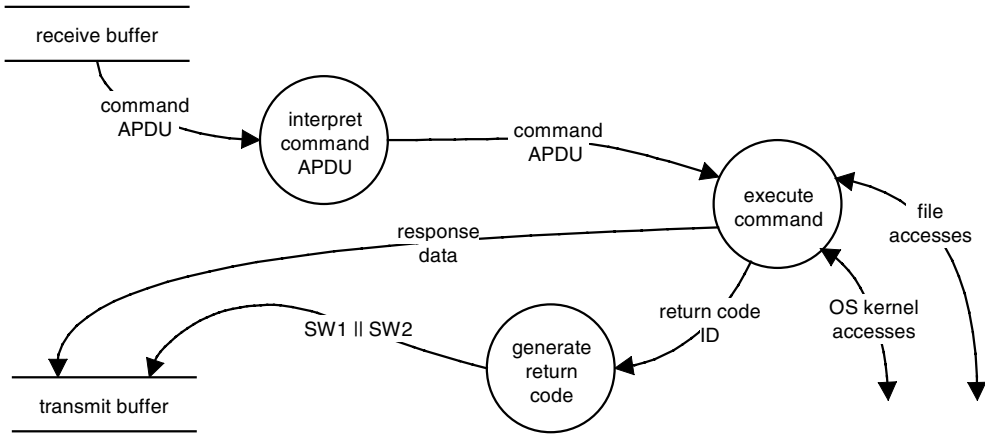 receive buffer
command
APDU
interpret
command
APDU
command
APDU
execute
command
file
accesses
response
data
OS kernel
accesses
return code
ID
SW1 || SW2
generate
return
code
transmit buffer